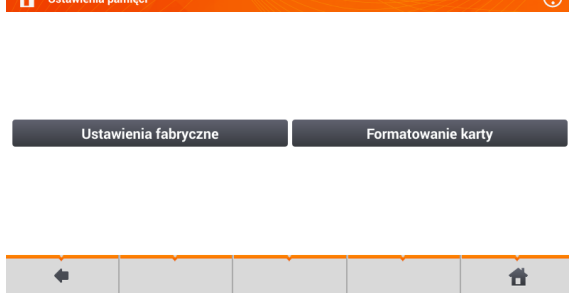 Ustawienia pamięci
Ustawienia fabryczne
Formatowanie karty